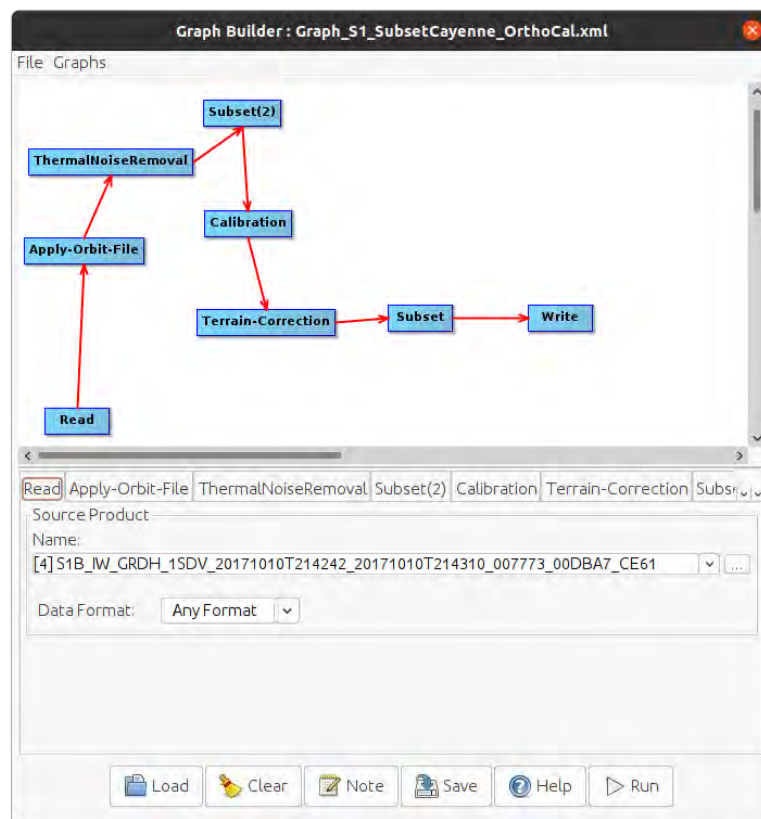 Graph Builder : Graph_S1_SubsetCayenne_OrthoCal.xml
File Graphs
Subset(2)
ThermalNoiseRemoval
Calibration
Apply-Orbit-File
Terrain-Correction
Subset
Write
Read
Read Apply-Orbit-File ThermalNoiseRemoval Subset(2) Calibration Terrain-Correction
Source Product
Name:
[4] S1B_IW_GRDH_1SDV_20171010T214242_20171010T214310_007773_00DBA7_CE61
...
Data Format: Any Format
Load Clear Note Save Help Run